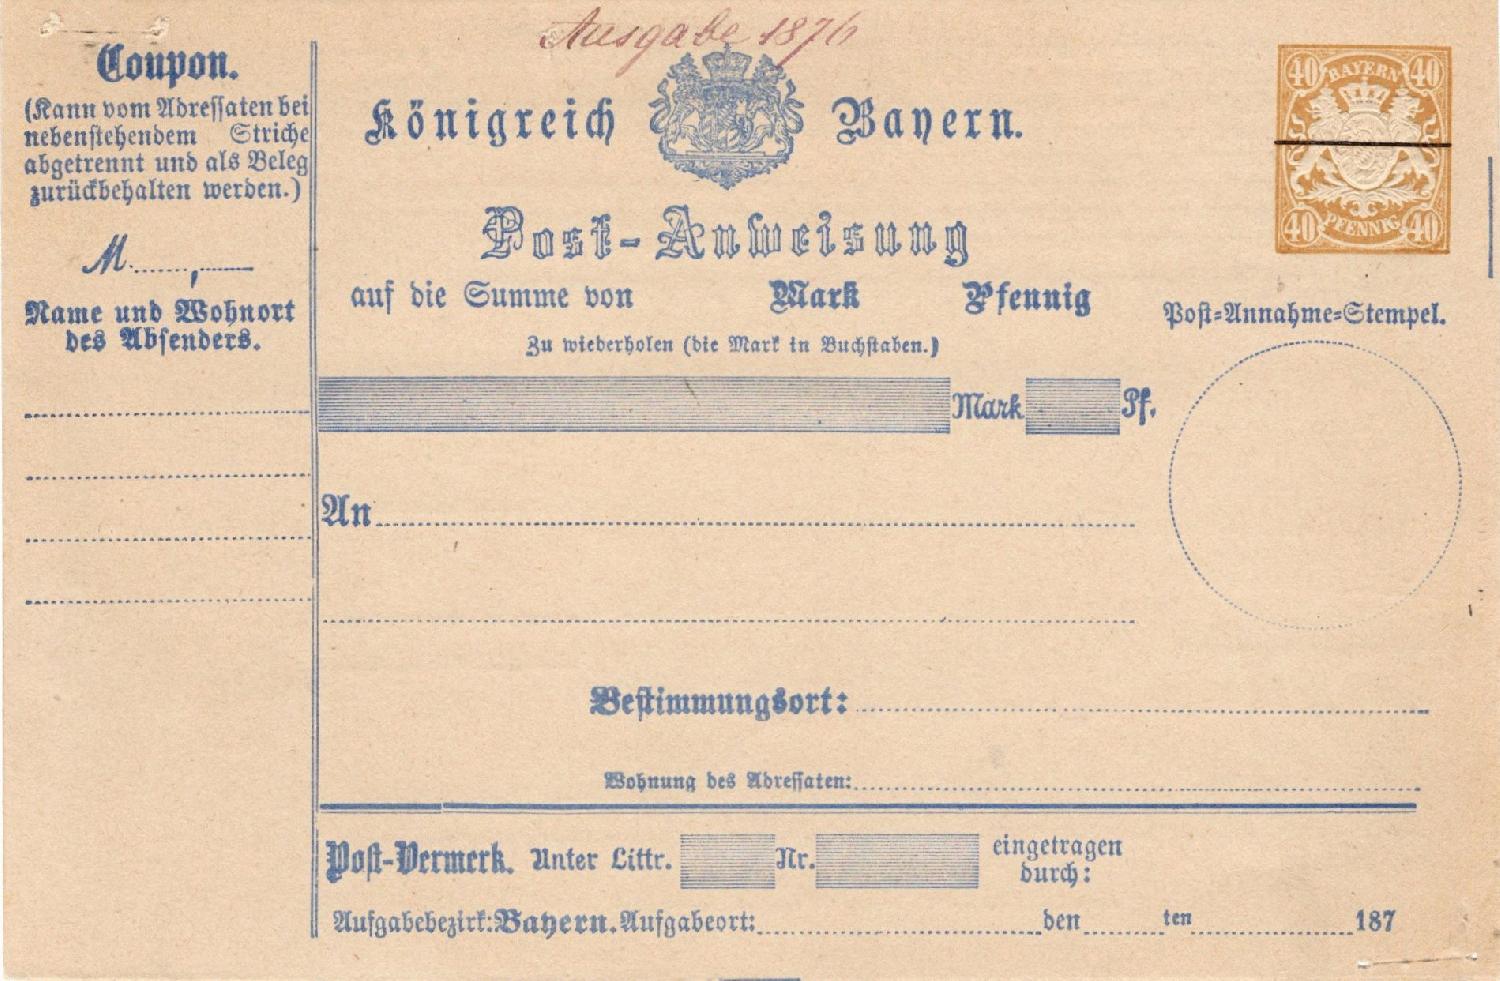 Ausgabe 1876
Coupon.
(Kann vom Adressaten bei
nebenstehendem Striche
abgetrennt und als Beleg
zurückbehalten werden.)
M. ,
Name und Wohnort
des Absenders.
Königreich Bayern.
Post-Anweisung
auf die Summe von Mark Pfennig
Zu wiederholen (die Mark in Buchstaben.)
Mark Pf.
An
Bestimmungsort:
Wohnung des Adressaten:
Post-Vermerk. Unter Littr. Nr. eingetragen
durch:
Aufgabebezirk: Bayern. Aufgabeort: den ten 187
40 BAYERN 40
40 PFENNIG 40
Post-Annahme-Stempel.